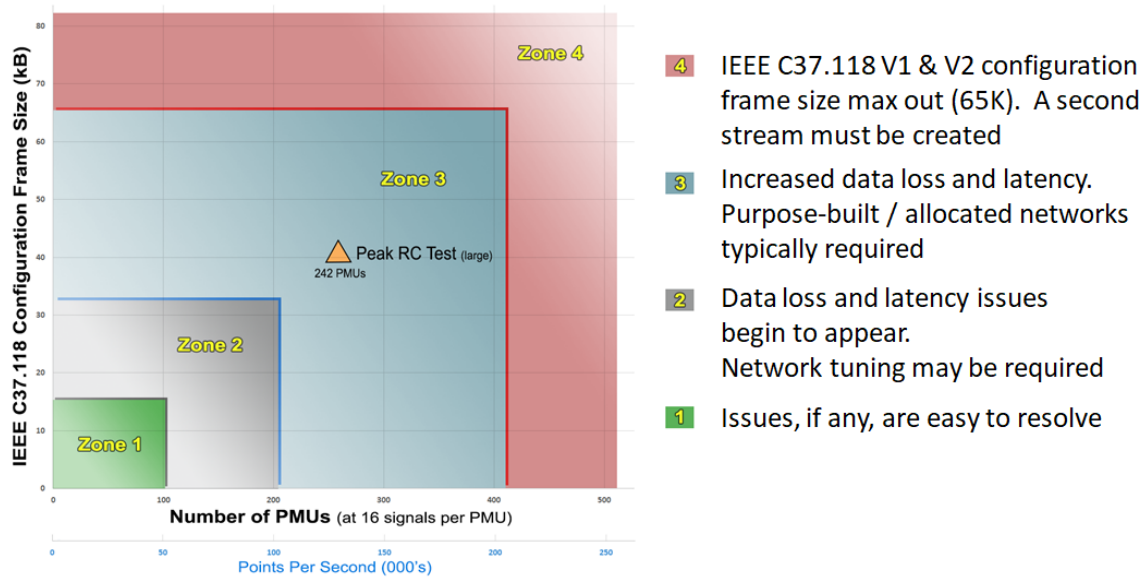 80
70
60
50
40
30
20
10
0
IEEE C37.118 Configuration Frame Size (kB)
Zone 4
Zone 3
Peak RC Test (large)
242 PMUs
Zone 2
Zone 1
0 100 200 300 400 500
Number of PMUs (at 16 signals per PMU)
0 50 100 150 200 250
Points Per Second (000's)
4 IEEE C37.118 V1 & V2 configuration
frame size max out (65K). A second
stream must be created
3 Increased data loss and latency.
Purpose-built / allocated networks
typically required
2 Data loss and latency issues
begin to appear.
Network tuning may be required
1 Issues, if any, are easy to resolve